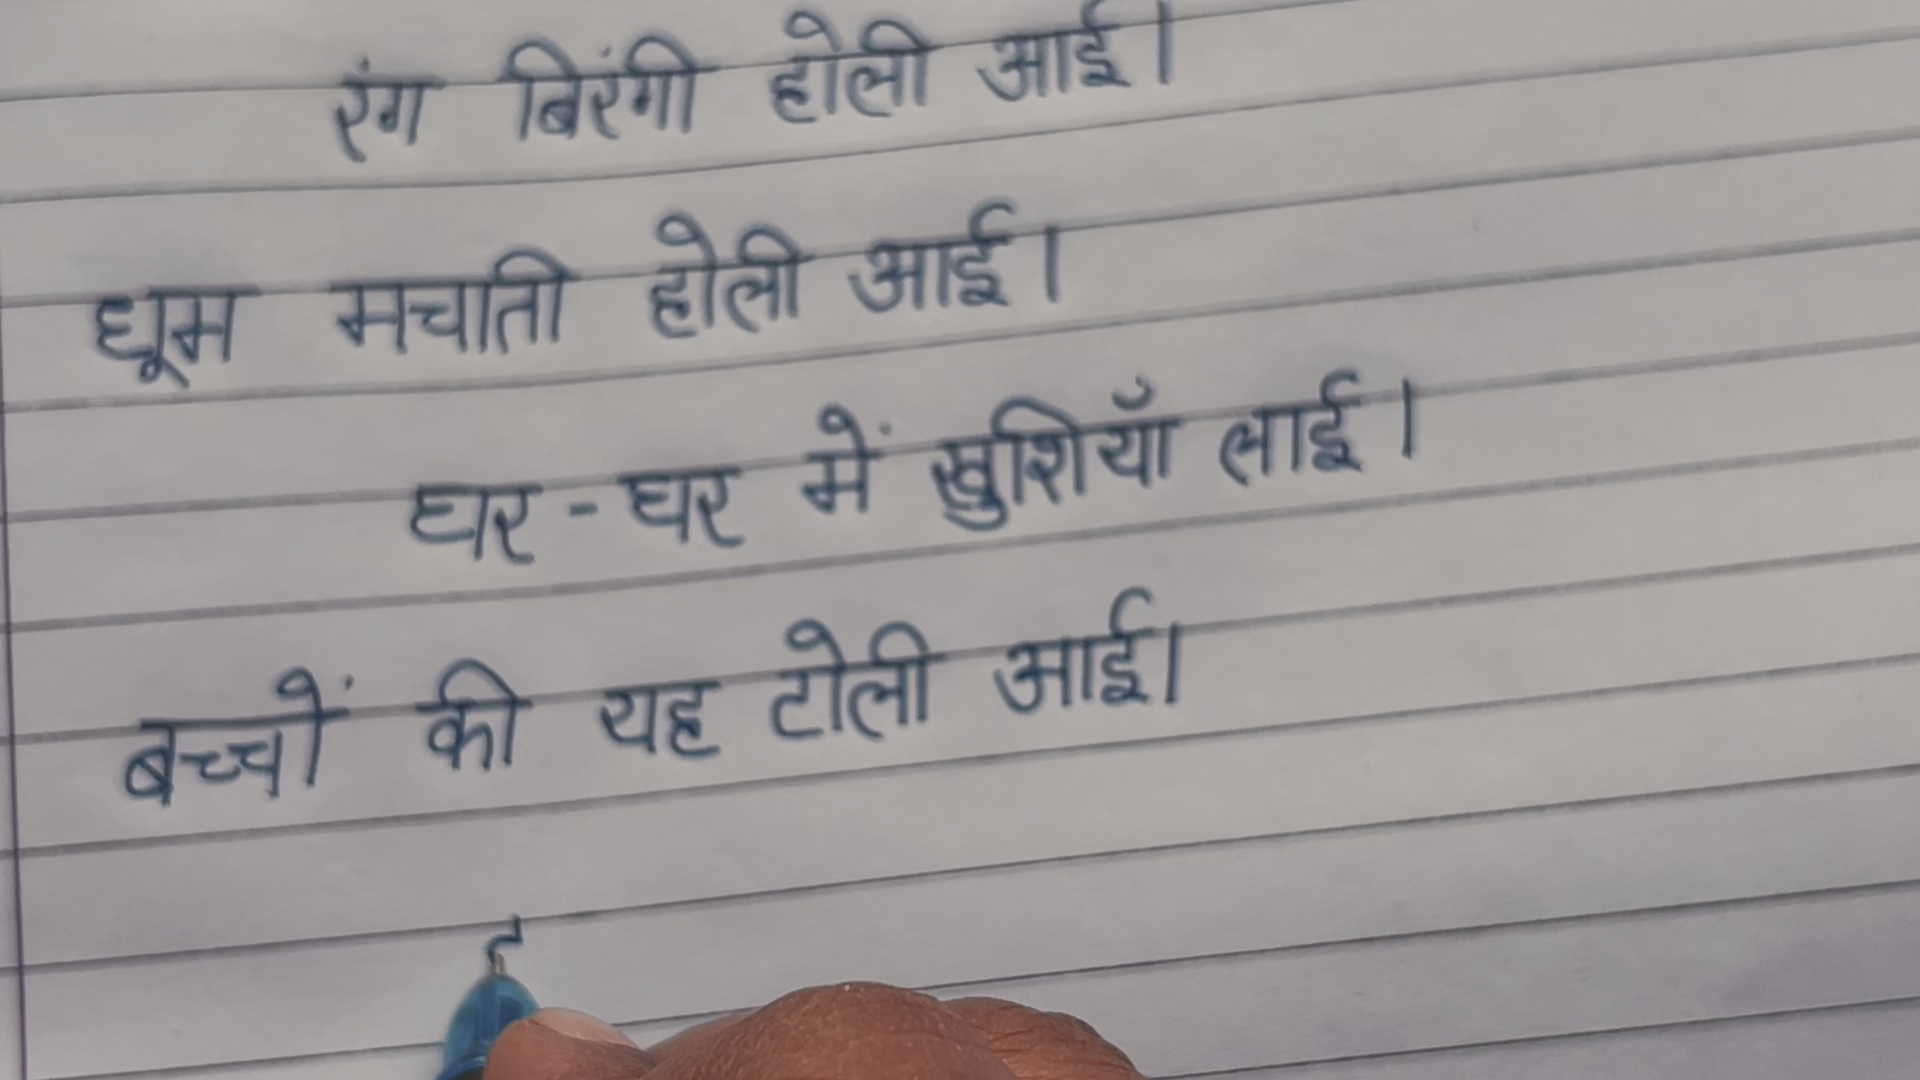 रंग बिरंगी होली आई।
धूम मचाती होली आई।
घर-घर में खुशियाँ लाई।
बच्चों की यह टोली आई।